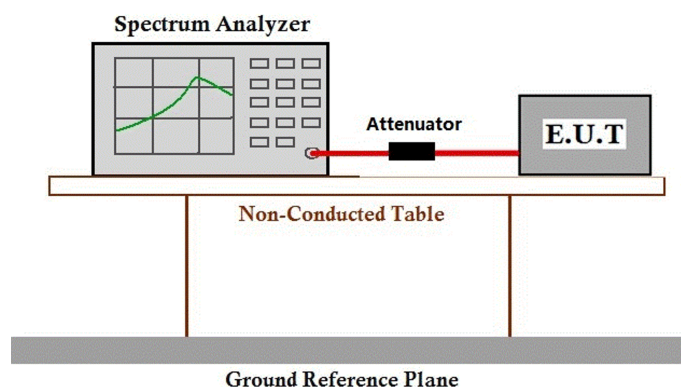 Spectrum Analyzer
Attenuator
E.U.T
Non-Conducted Table
Ground Reference Plane